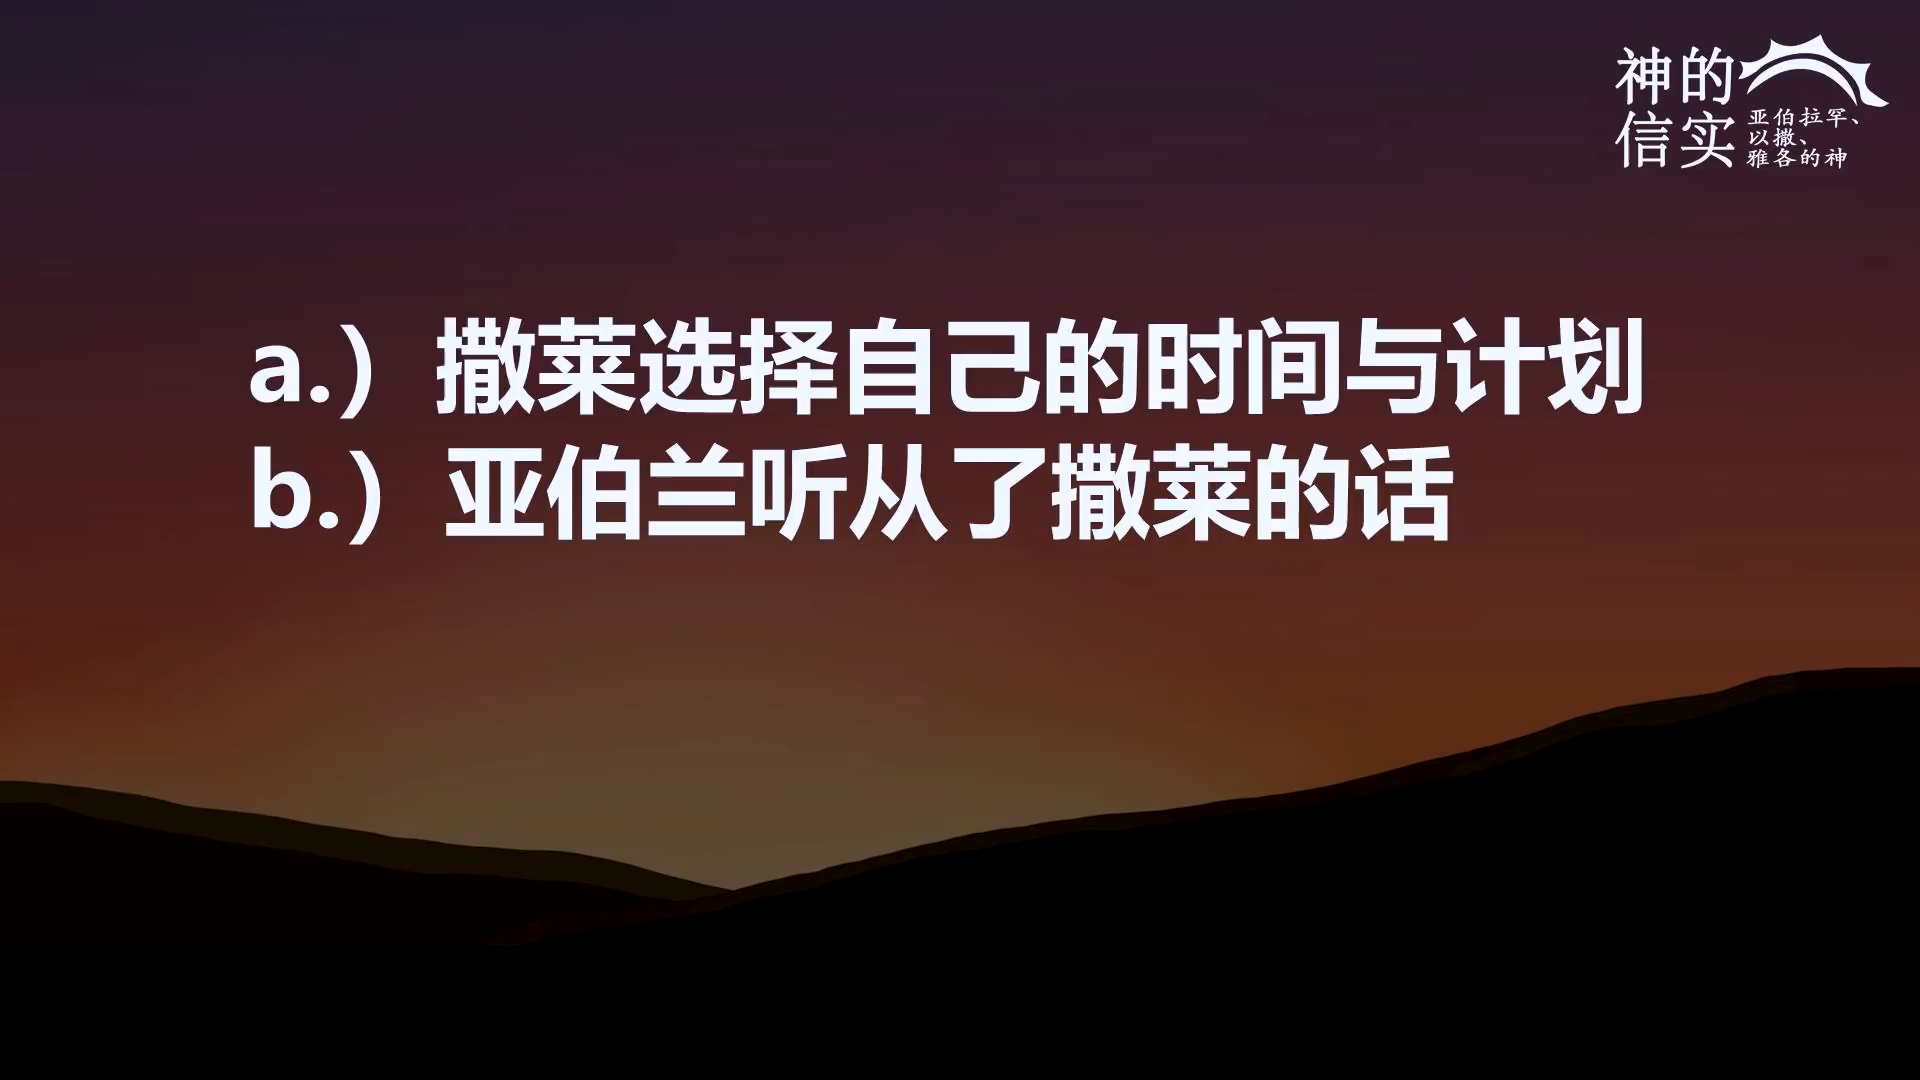 神的
信实
亚伯拉罕、
以撒、
雅各的神
a.）撒莱选择自己的时间与计划
b.）亚伯兰听从了撒莱的话